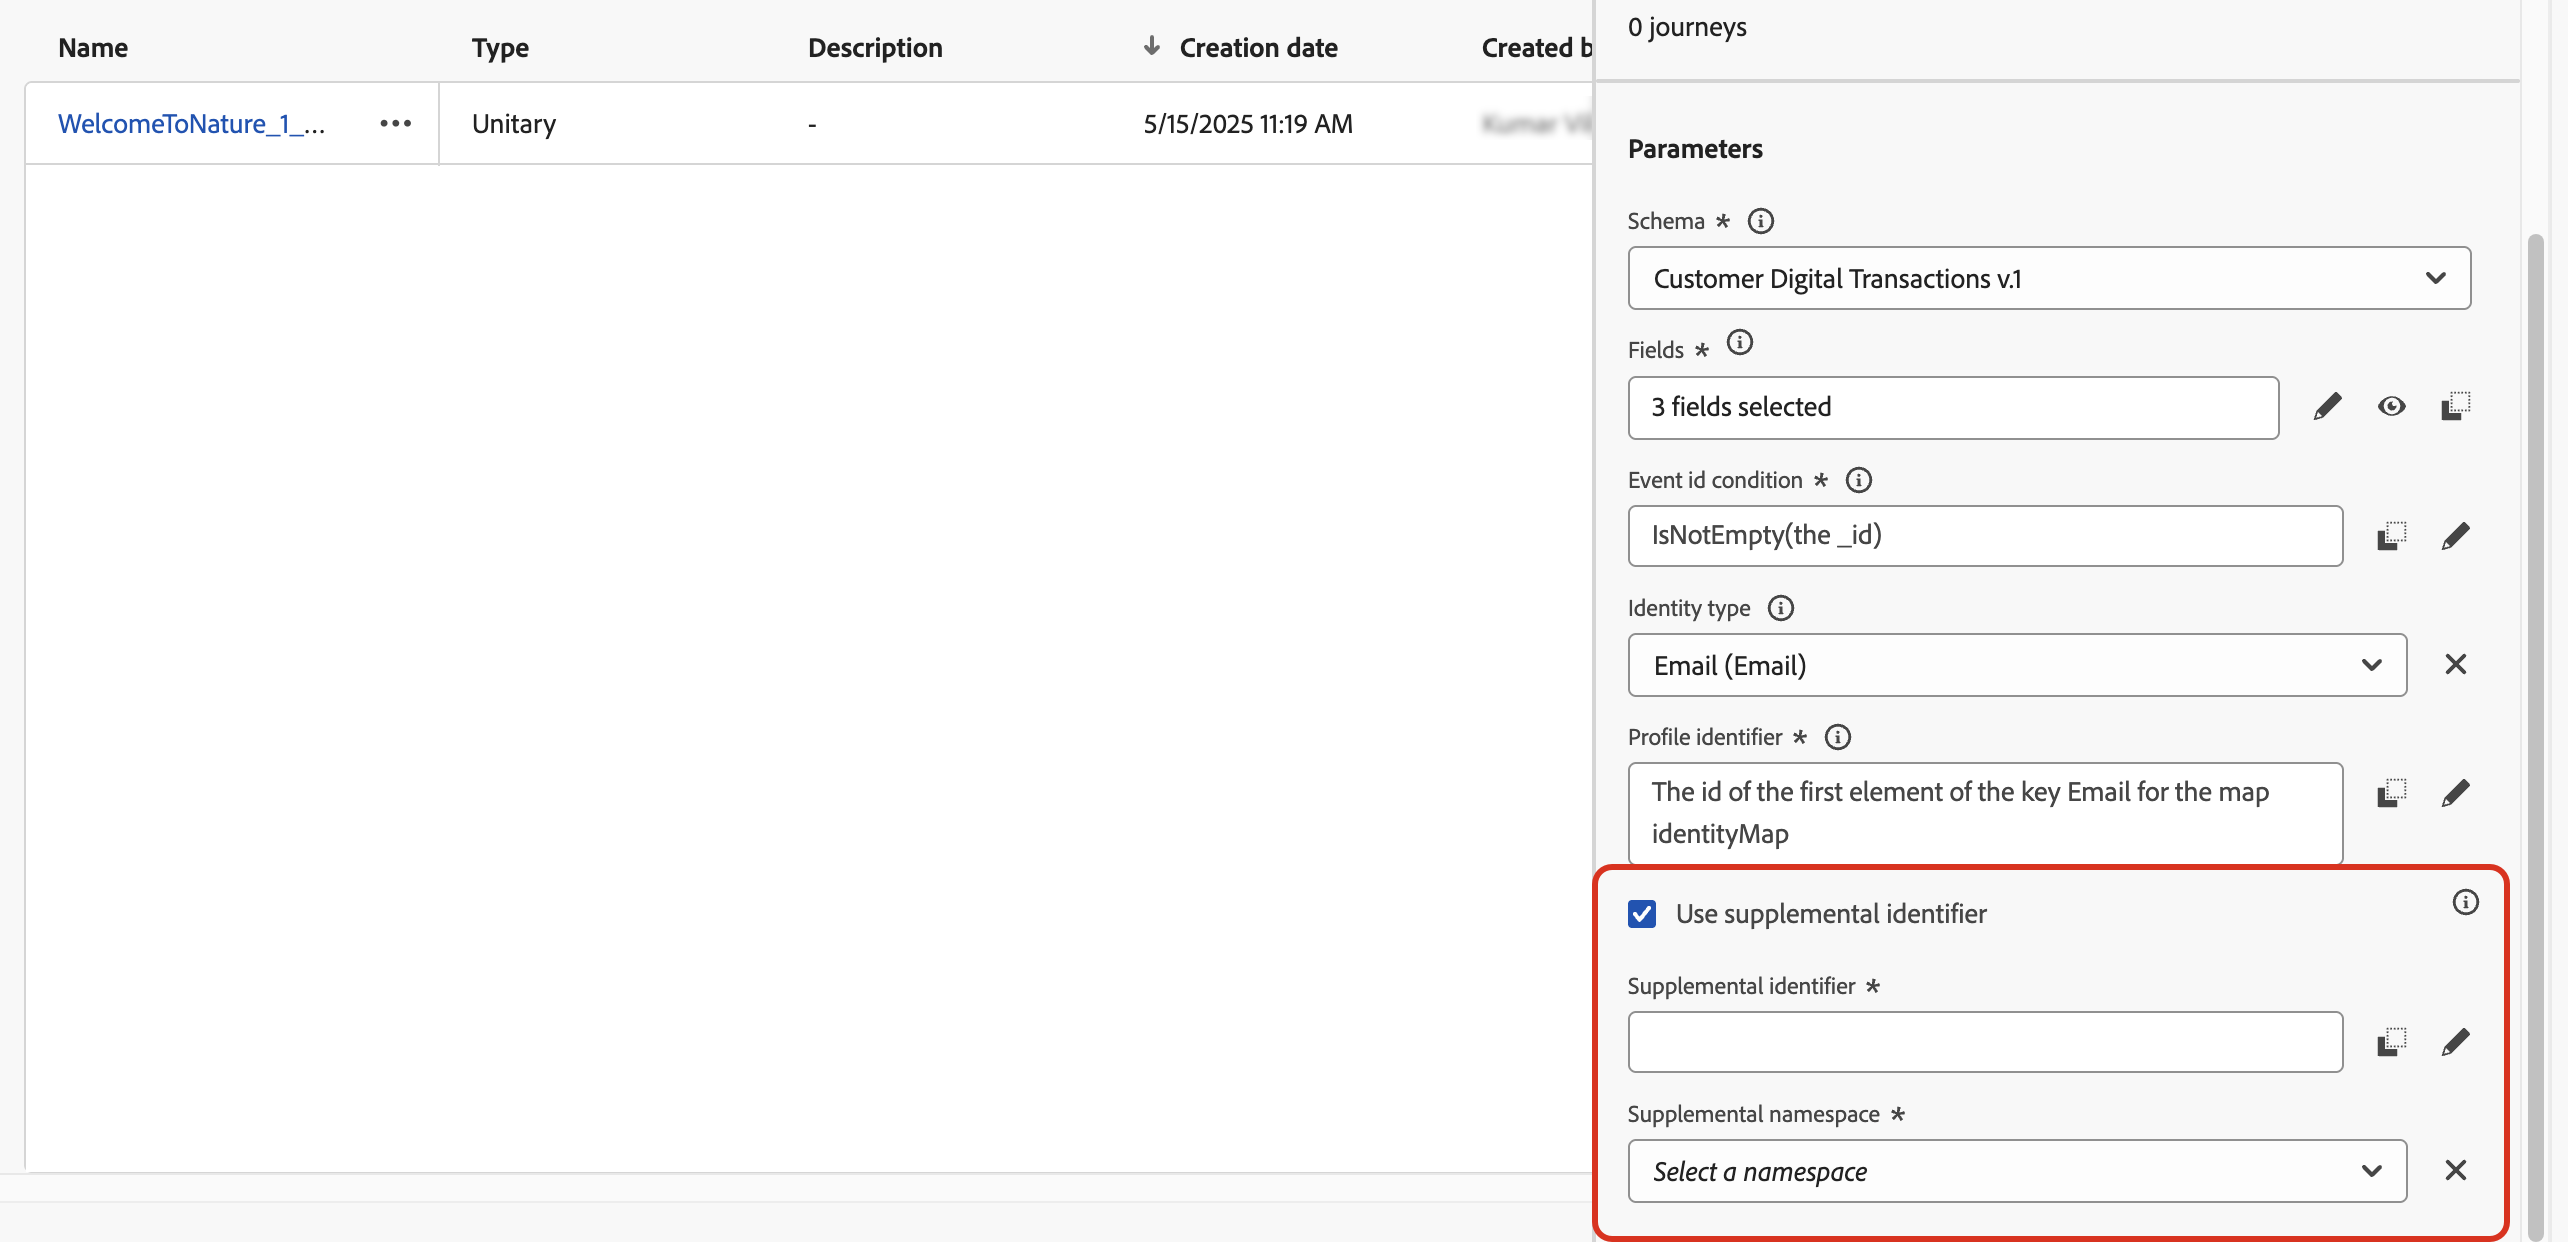 Name Type Description Creation date Created b
WelcomeToNature_1_... Unitary - 5/15/2025 11:19 AM
0 journeys
Parameters
Schema *
Customer Digital Transactions v.1
Fields *
3 fields selected
Event id condition *
IsNotEmpty(the _id)
Identity type
Email (Email)
Profile identifier *
The id of the first element of the key Email for the map
identityMap
Use supplemental identifier
Supplemental identifier *
Supplemental namespace *
Select a namespace